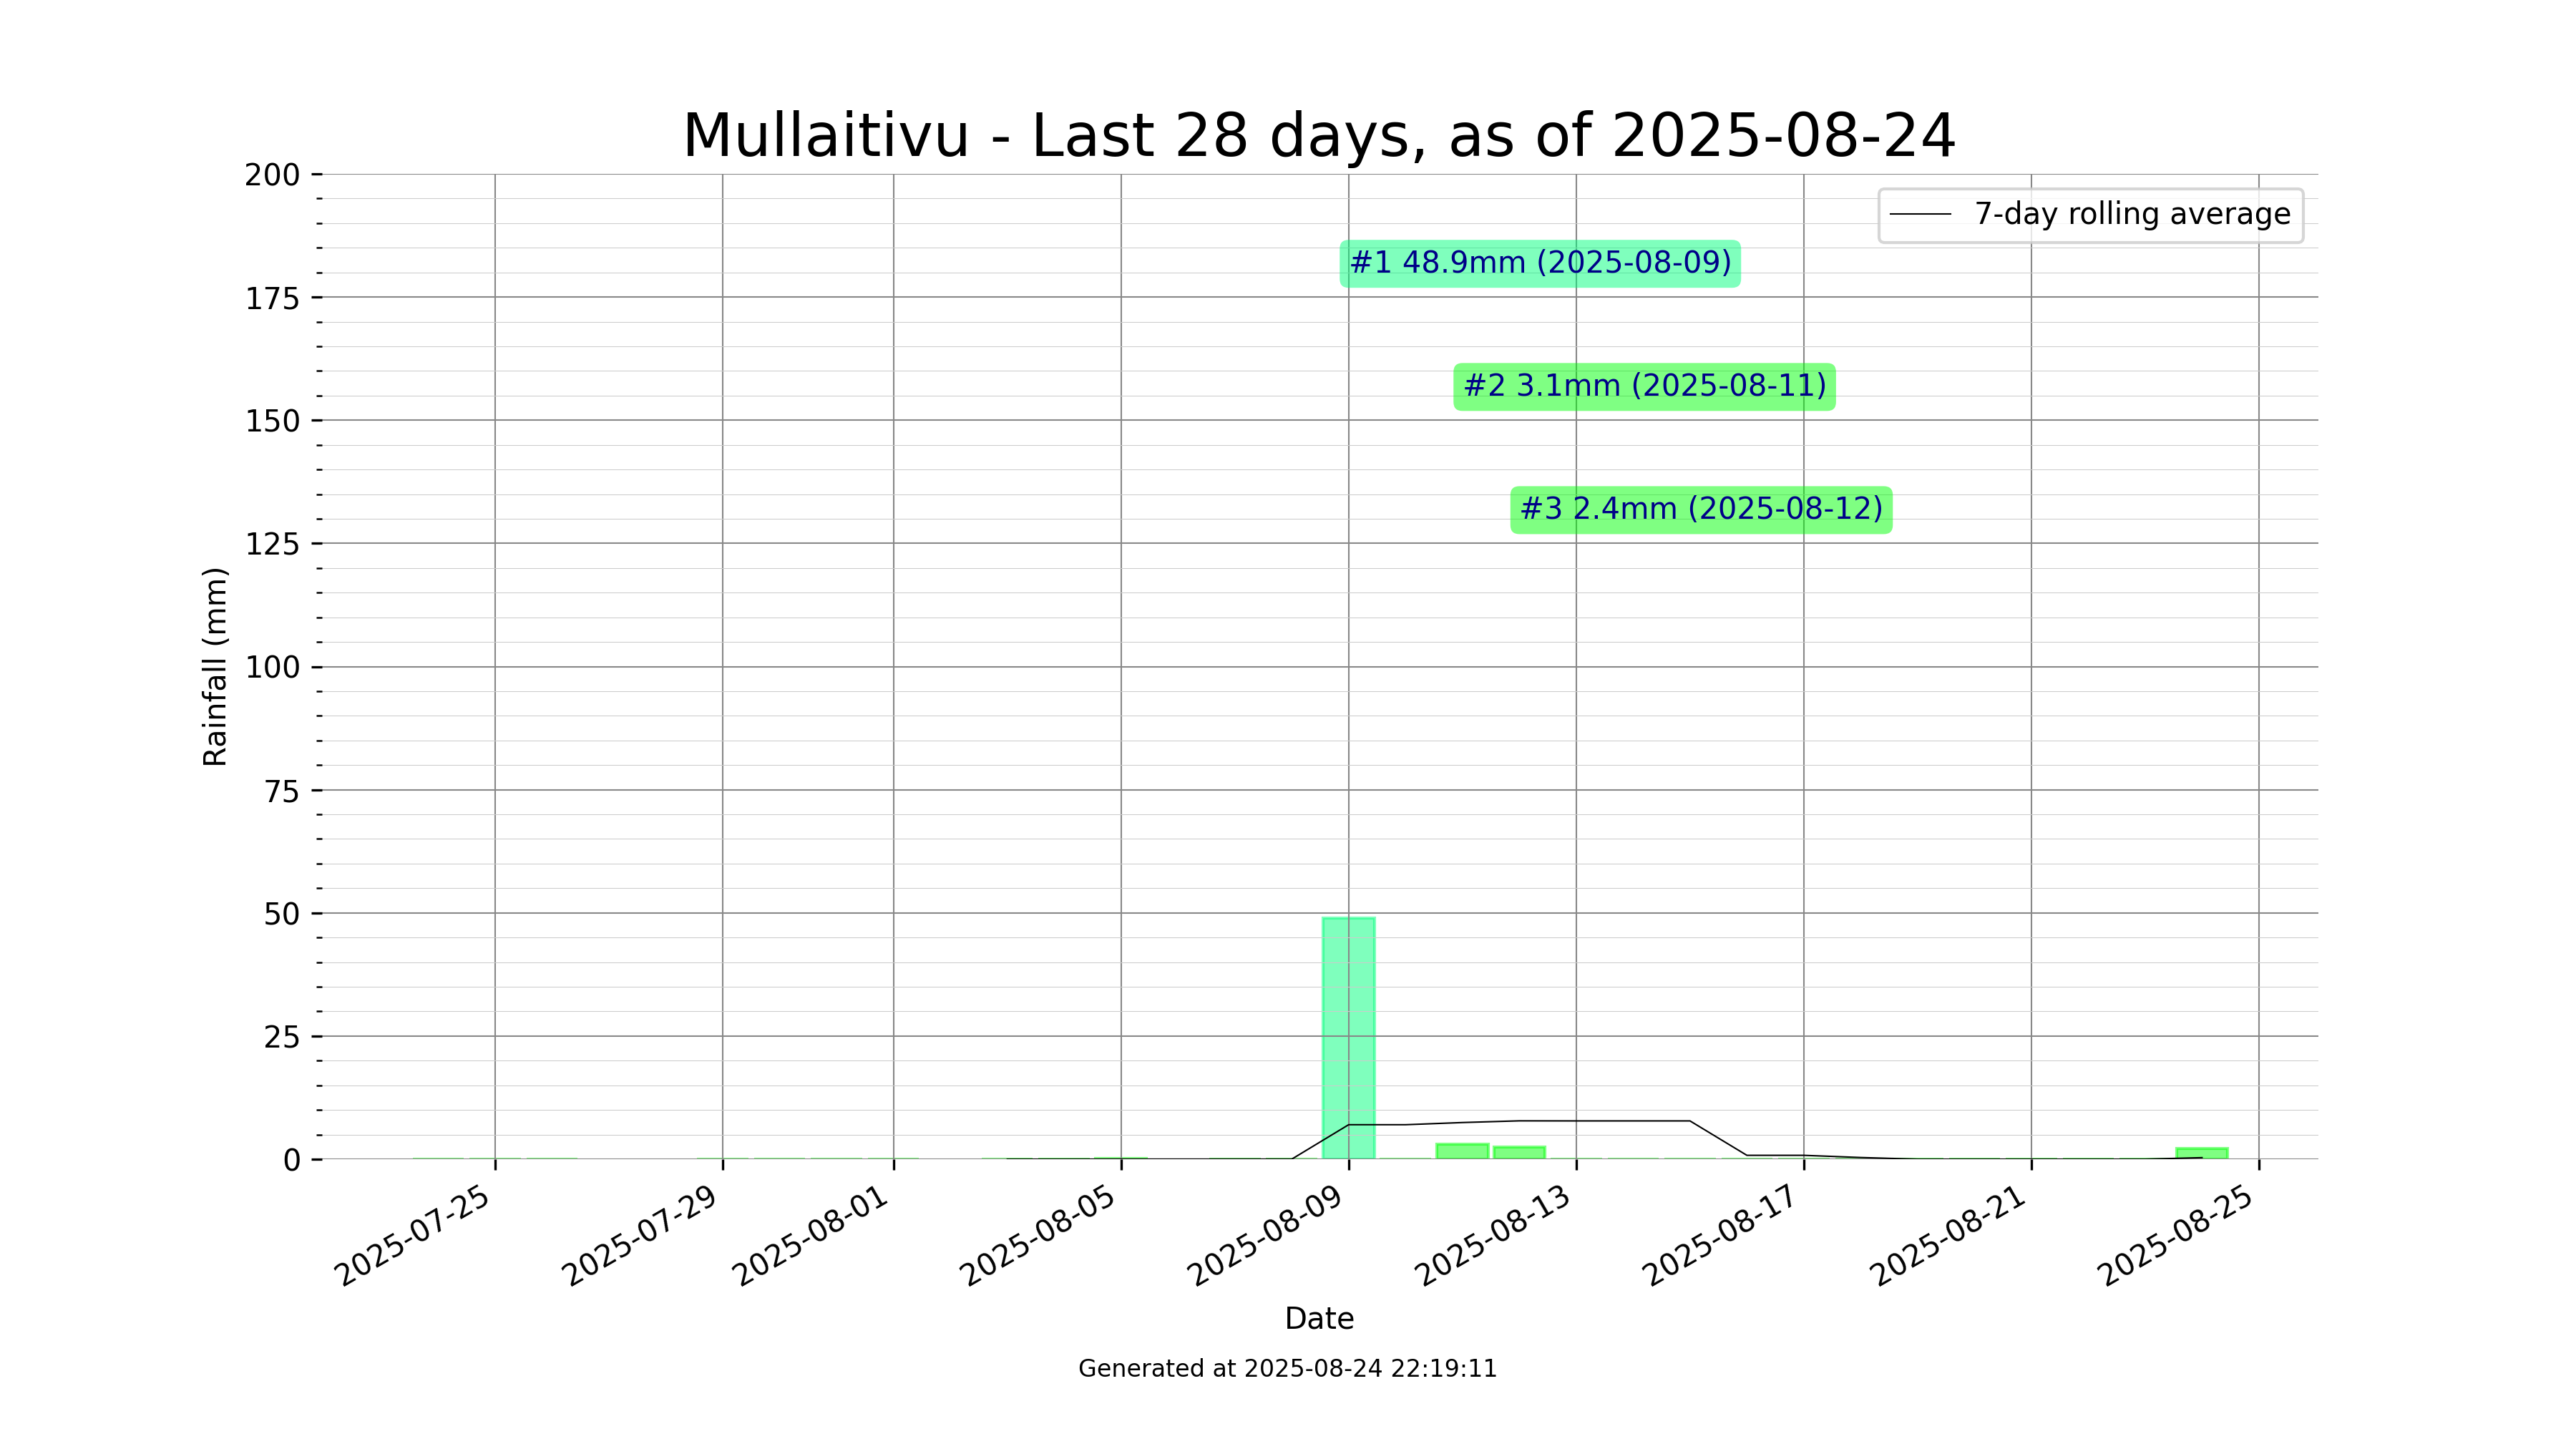 Mullaitivu - Last 28 days, as of 2025-08-24
7-day rolling average
#1 48.9mm (2025-08-09)
#2 3.1mm (2025-08-11)
#3 2.4mm (2025-08-12)
Rainfall (mm)
200
175
150
125
100
75
50
25
0
2025-07-25
2025-07-29
2025-08-01
2025-08-05
2025-08-09
2025-08-13
2025-08-17
2025-08-21
2025-08-25
Date
Generated at 2025-08-24 22:19:11